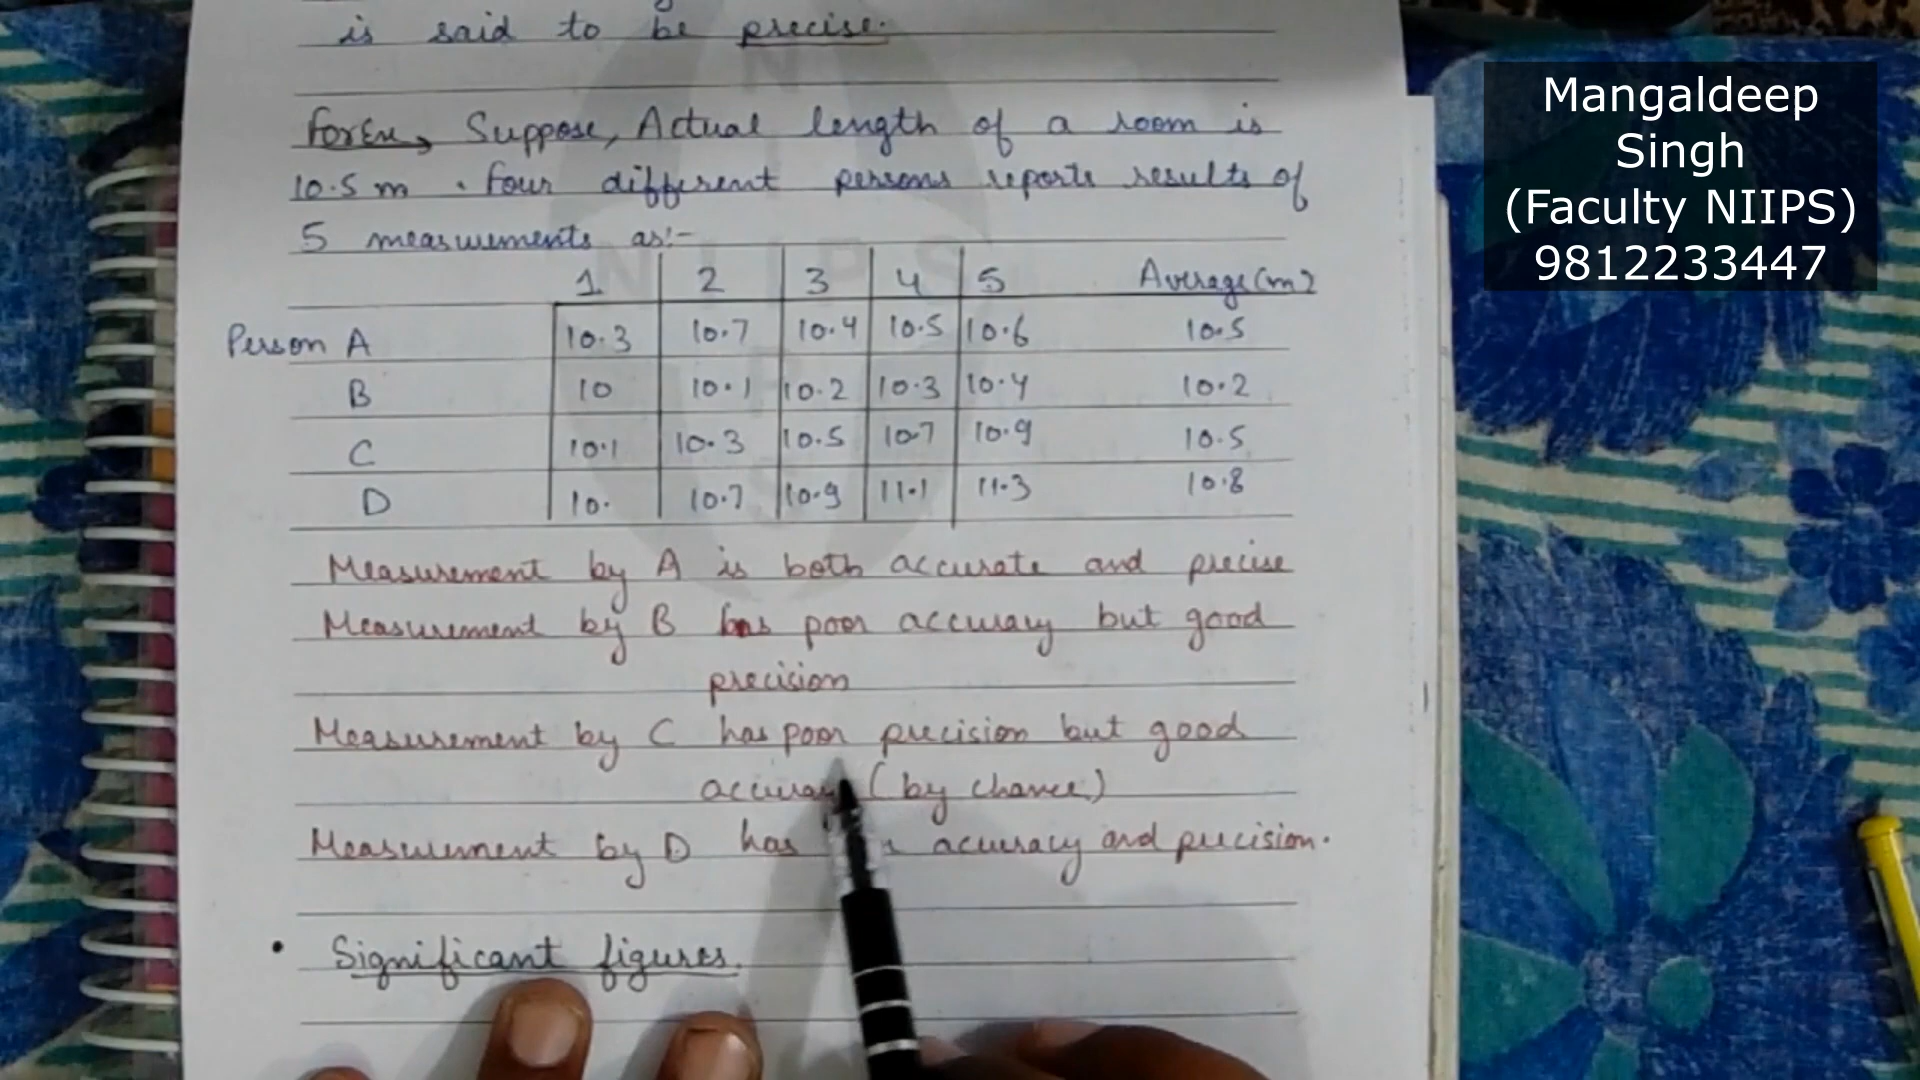 is said to be precise.
For Ex, Suppose, Actual length of a room is
10.5 m . Four different persons reports results of
5 measurements as:-
1 2 3 4 5 Average (m)
Person A 10.3 10.7 10.4 10.5 10.6 10.5
B 10 10.1 10.2 10.3 10.4 10.2
C 10.1 10.3 10.5 10.7 10.9 10.5
D 10. 10.7 10.9 11.1 11.3 10.8
Measurement by A is both accurate and precise
Measurement by B has poor accuracy but good
precision
Measurement by C has poor precision but good
accuracy (by chance)
Measurement by D has accuracy and precision.
• Significant figures.
Mangaldeep
Singh
(Faculty NIIPS)
9812233447
NIIPS